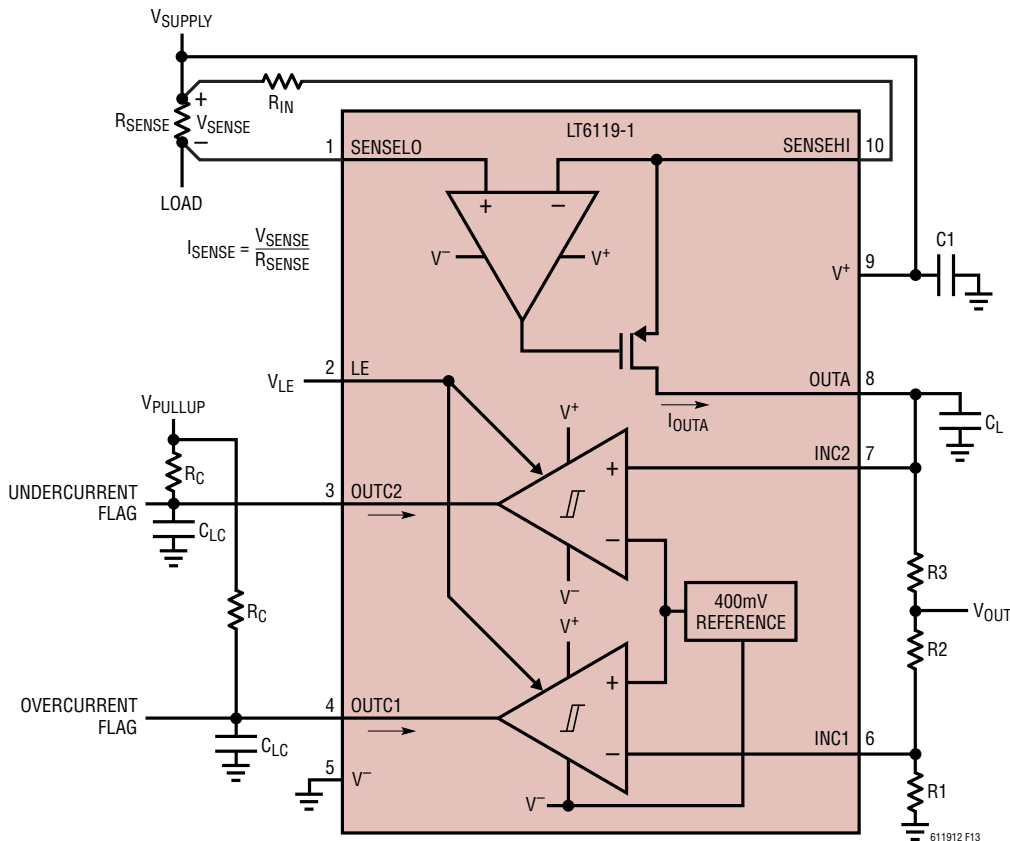 VSUPPLY
RIN
RSENSE
+
VSENSE
−
LOAD
ISENSE = VSENSE
RSENSE
LT6119-1
1
SENSELO
SENSEHI
10
+
−
V−
V+
V+
9
C1
2
LE
VLE
OUTA
8
IOUTA
CL
VPULLUP
RC
V+
INC2
7
+
UNDERCURRENT
FLAG
3
OUTC2
CLC
−
V−
R3
400mV
REFERENCE
VOUT
RC
V+
R2
+
OVERCURRENT
FLAG
4
OUTC1
CLC
−
INC1
6
5
V−
V−
R1
611912 F13